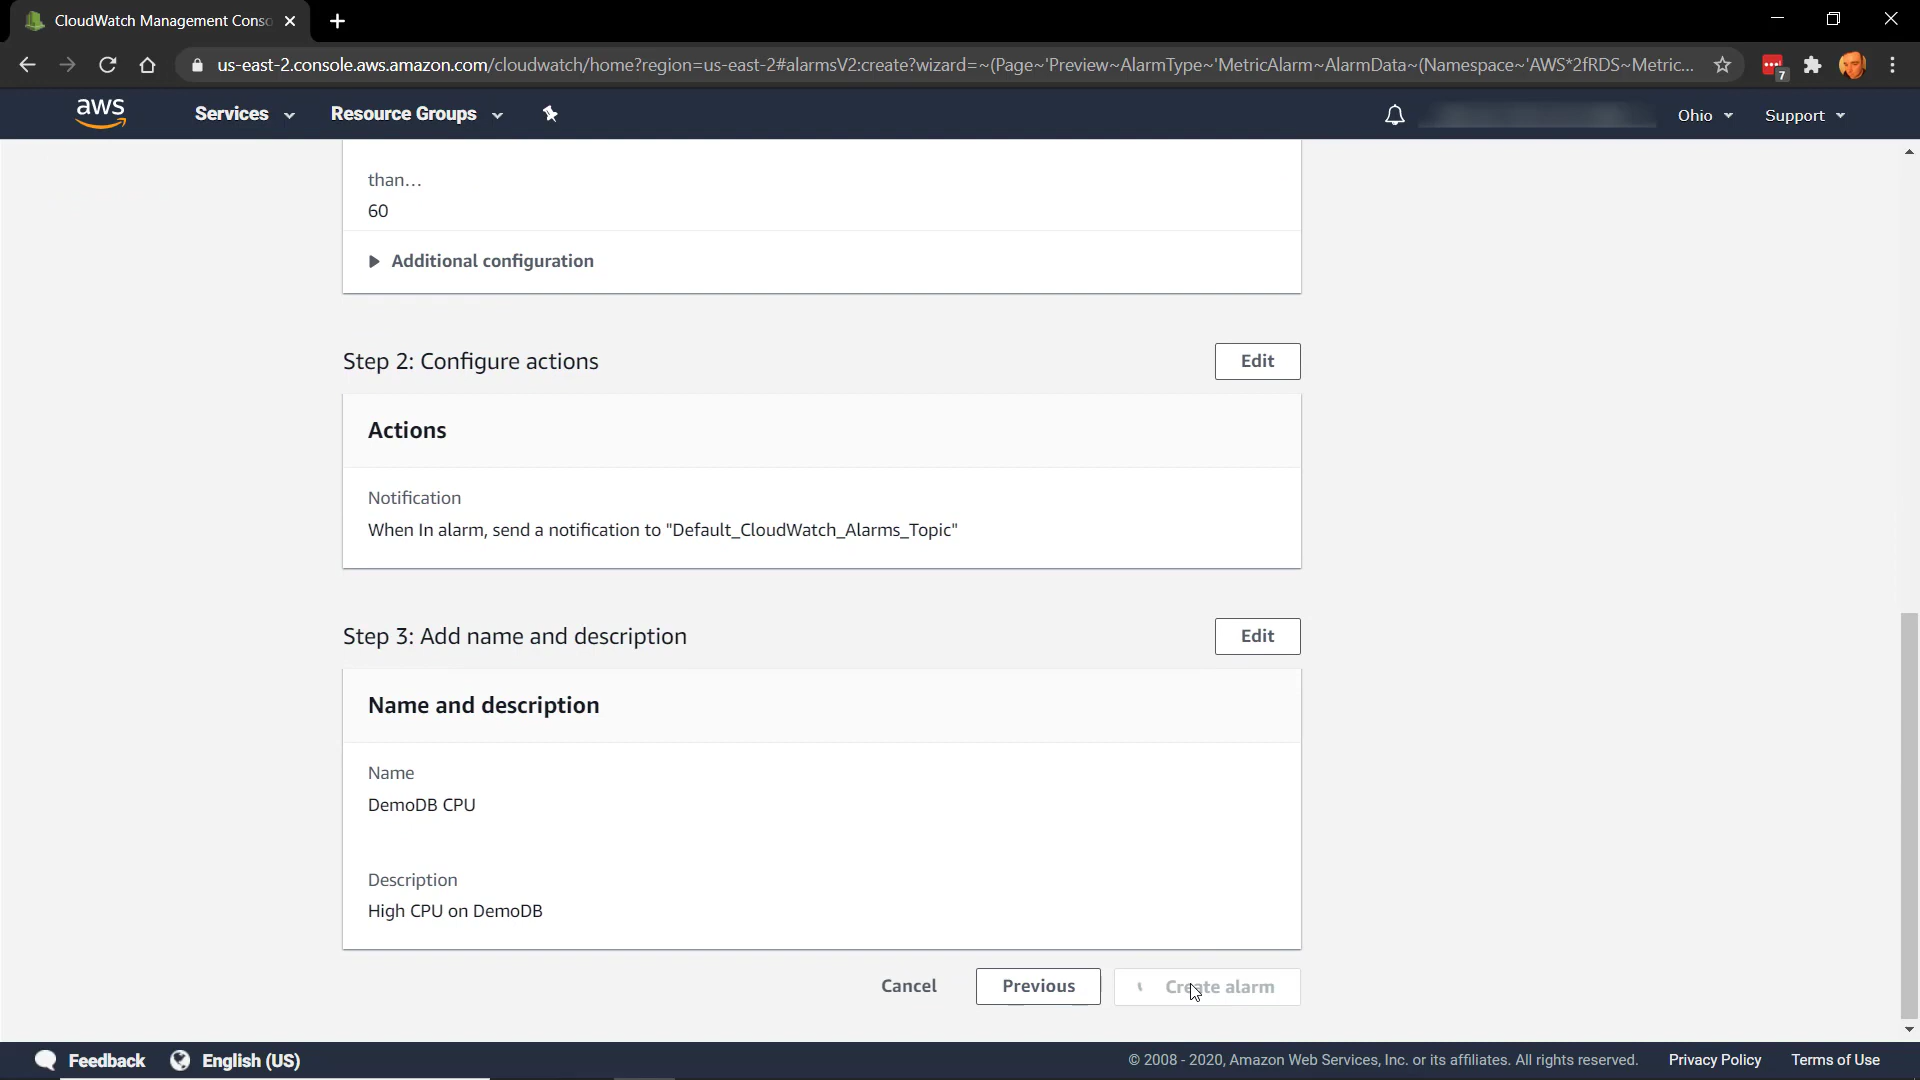 CloudWatch Management Conso
us-east-2.console.aws.amazon.com/cloudwatch/home?region=us-east-2#alarmsV2:create?wizard=~(Page~'Preview~AlarmType~'MetricAlarm~AlarmData~(Namespace~'AWS*2fRDS~Metric...
7
aws
Services
Resource Groups
Ohio
Support
than...
60
Additional configuration
Step 2: Configure actions
Edit
Actions
Notification
When In alarm, send a notification to "Default_CloudWatch_Alarms_Topic"
Step 3: Add name and description
Edit
Name and description
Name
DemoDB CPU
Description
High CPU on DemoDB
Cancel
Previous
Create alarm
Feedback
English (US)
© 2008 - 2020, Amazon Web Services, Inc. or its affiliates. All rights reserved.
Privacy Policy
Terms of Use